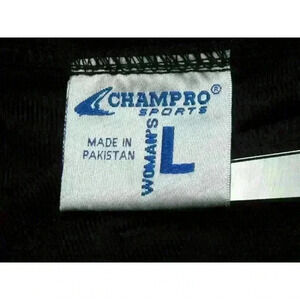 CHAMPRO®
SPORTS
MADE IN
PAKISTAN
WOMAN'S
L